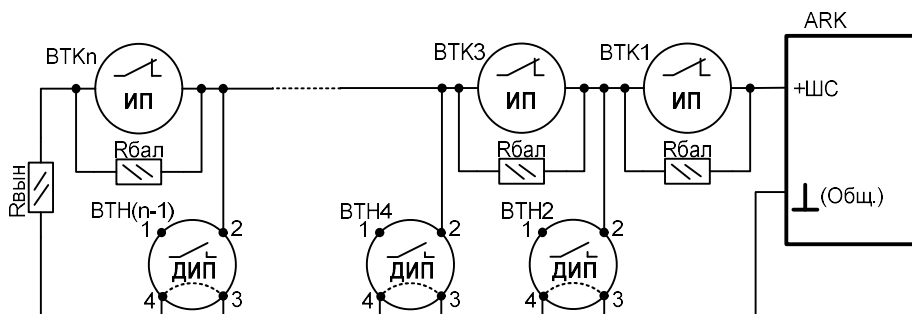 ARK
BTKn
BTK3
BTK1
ИП
ИП
ИП
+ШС
Rбал
Rбал
Rбал
Rвын
(Общ.)
BTH(n-1)
BTH4
BTH2
1
2
1
2
1
2
ДИП
ДИП
ДИП
4
3
4
3
4
3